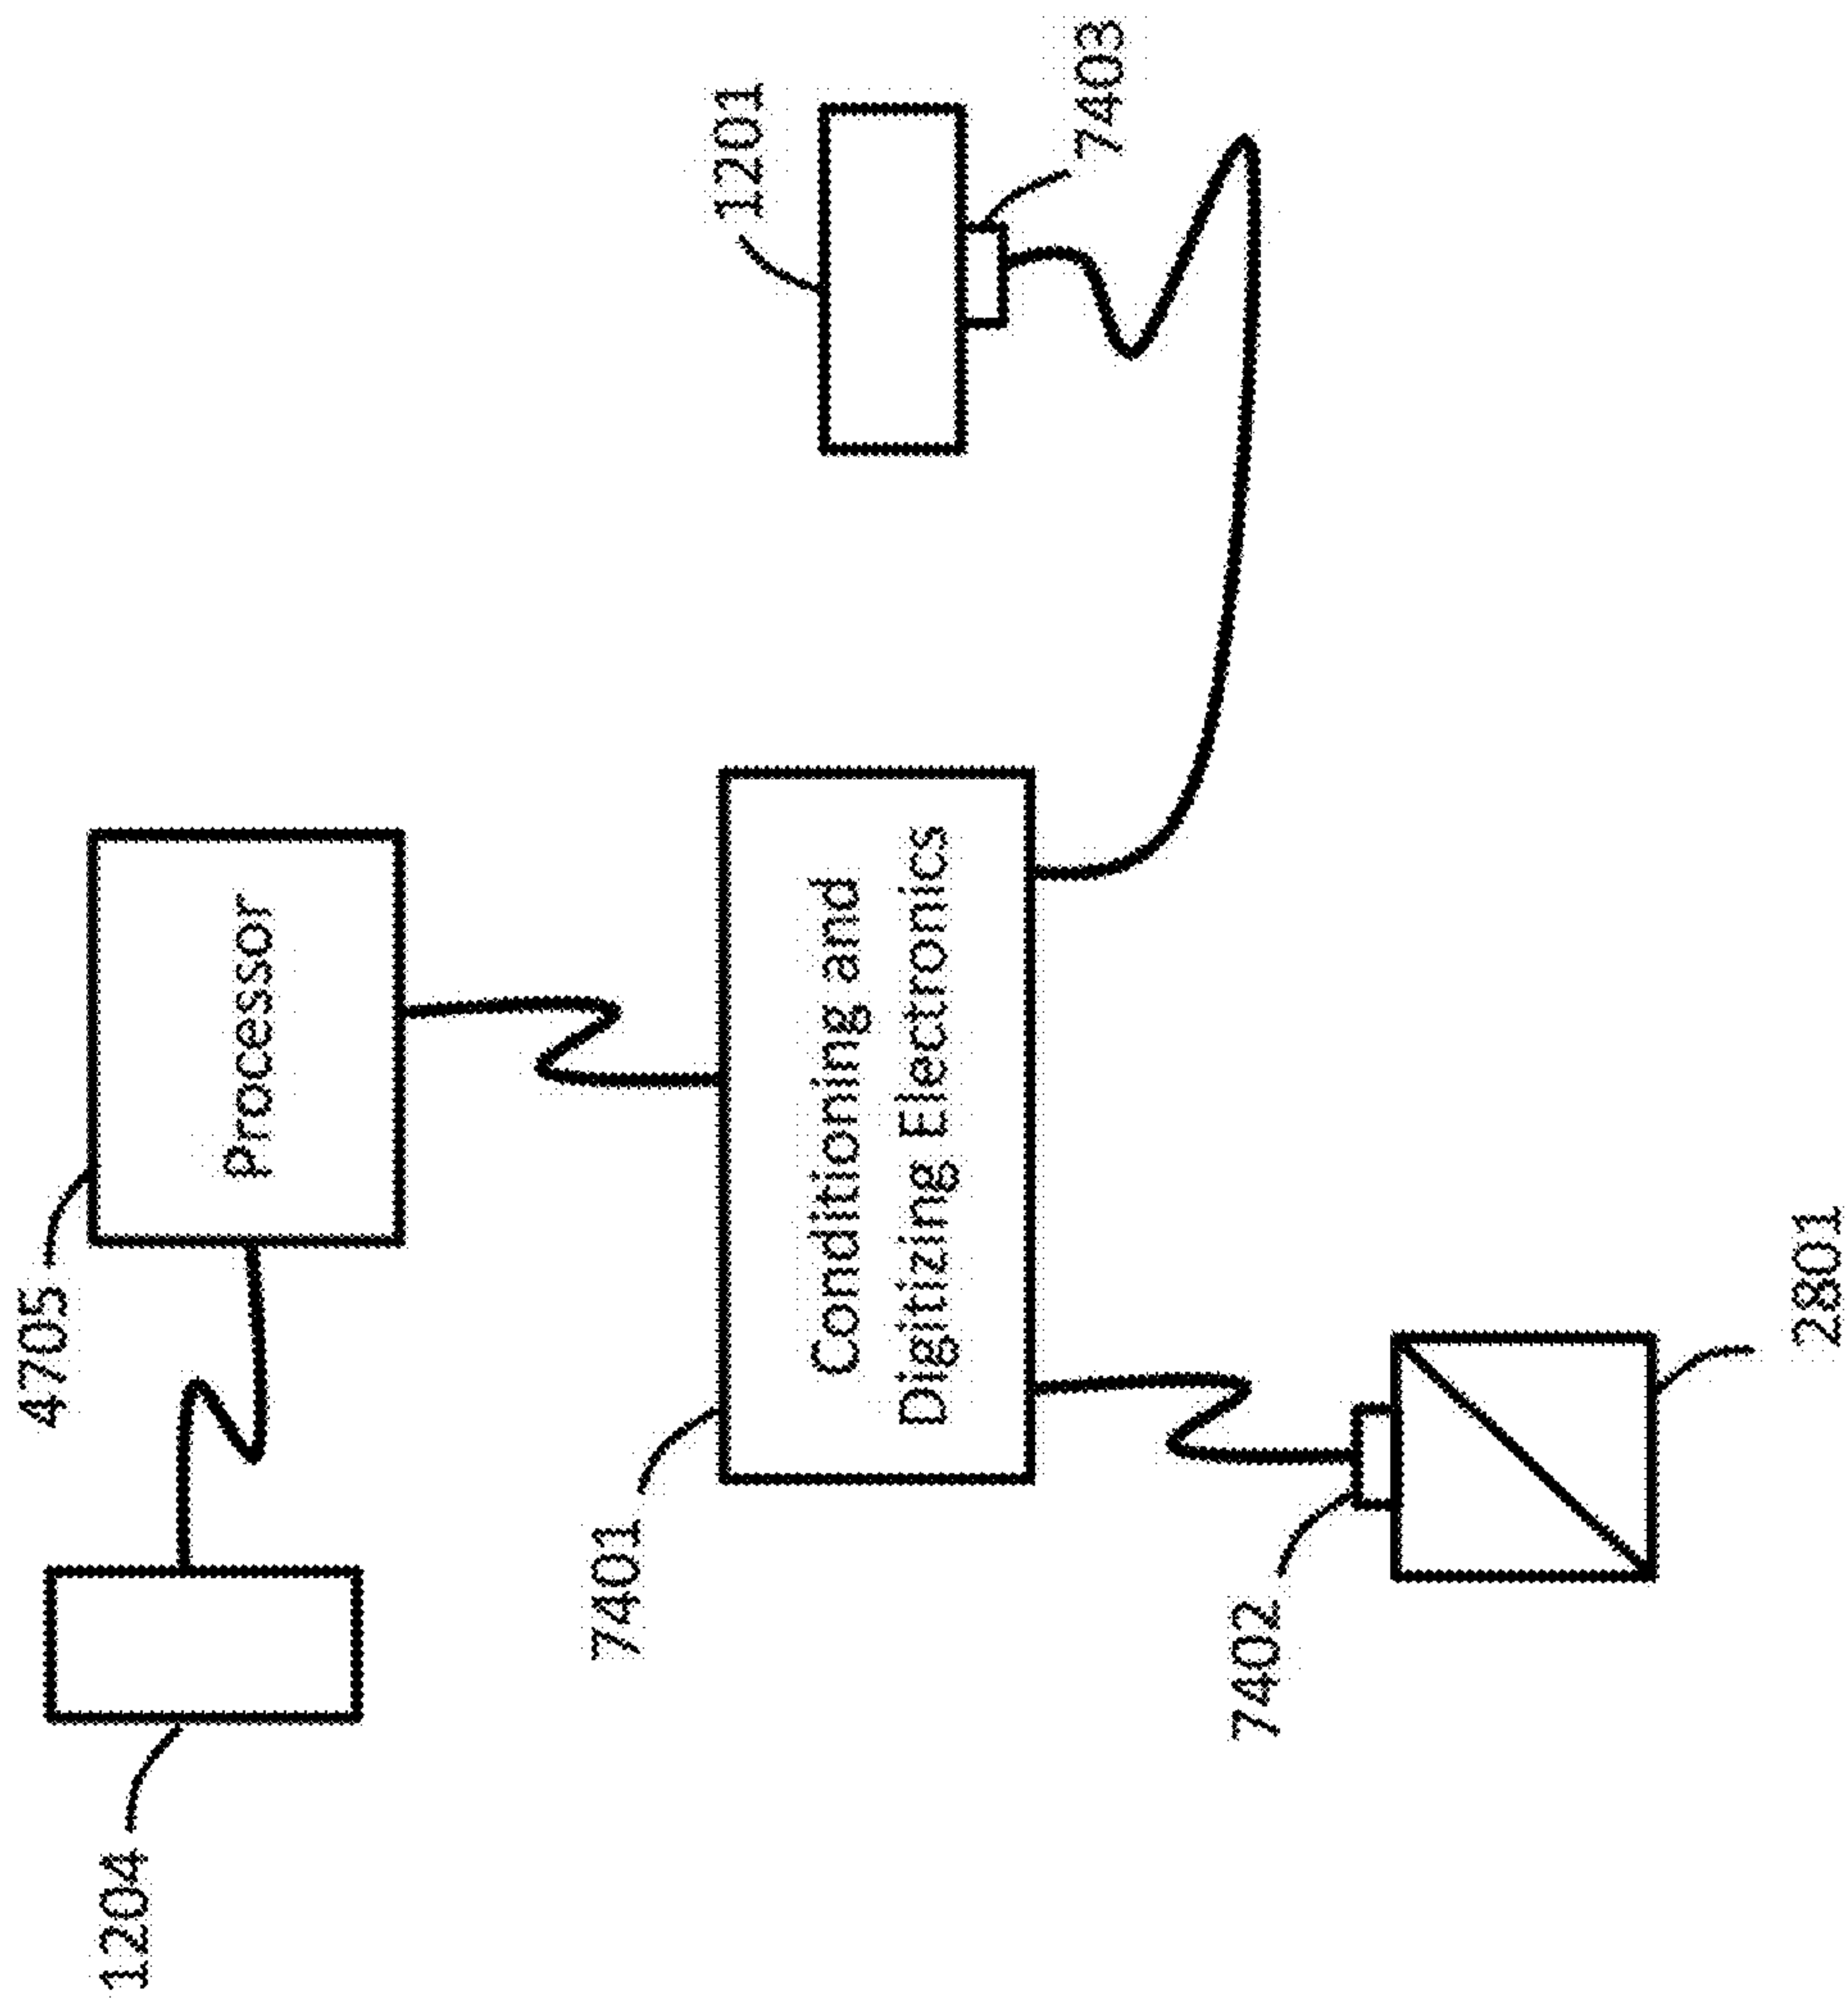 1204
4705
Processor
7401
Conditioning and
Digitizing Electronics
1201
7403
7402
2801